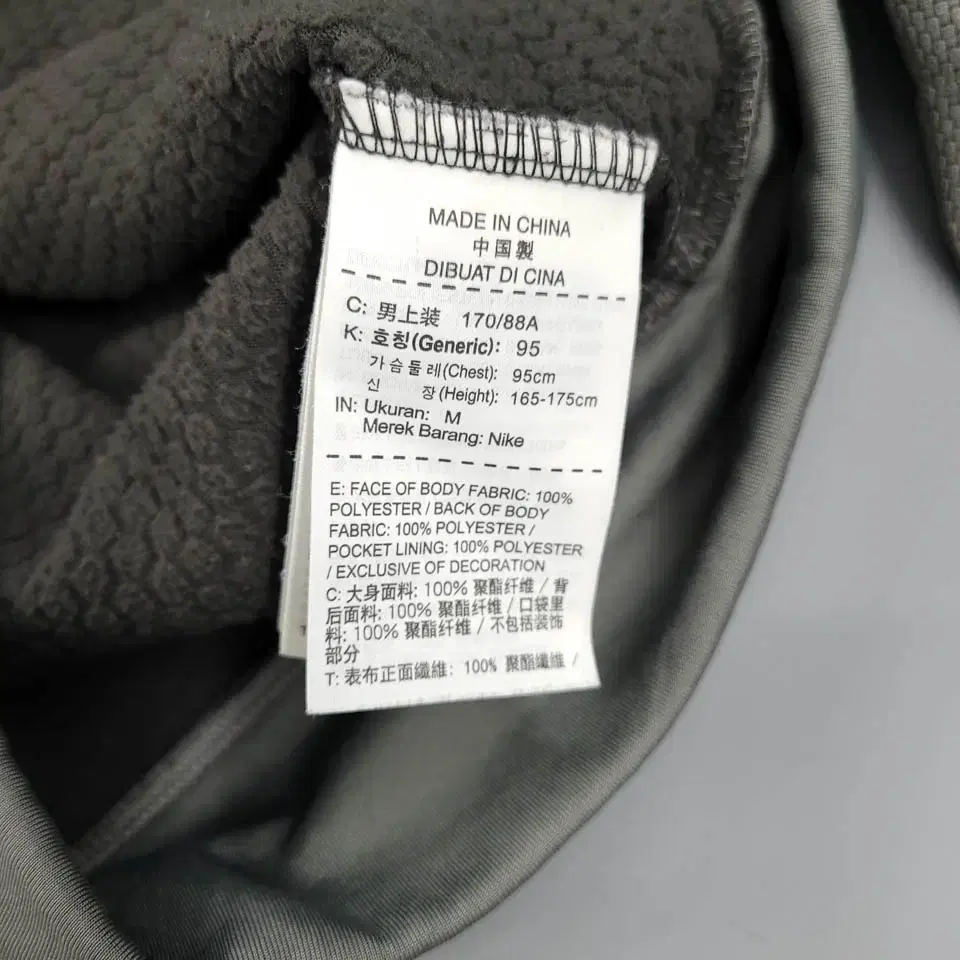 MADE IN CHINA
中国製
DIBUAT DI CINA
C: 男上装 170/88A
K: 호칭(Generic): 95
가슴둘레(Chest): 95cm
신 장(Height): 165-175cm
IN: Ukuran: M
Merek Barang: Nike
E: FACE OF BODY FABRIC: 100%
POLYESTER / BACK OF BODY
FABRIC: 100% POLYESTER /
POCKET LINING: 100% POLYESTER
/ EXCLUSIVE OF DECORATION
C: 大身面料: 100% 聚酯纤维 / 背
后面料: 100% 聚酯纤维 / 口袋里
料: 100% 聚酯纤维 / 不包括装饰
部分
T: 表布正面纖維: 100% 聚酯纖維 /